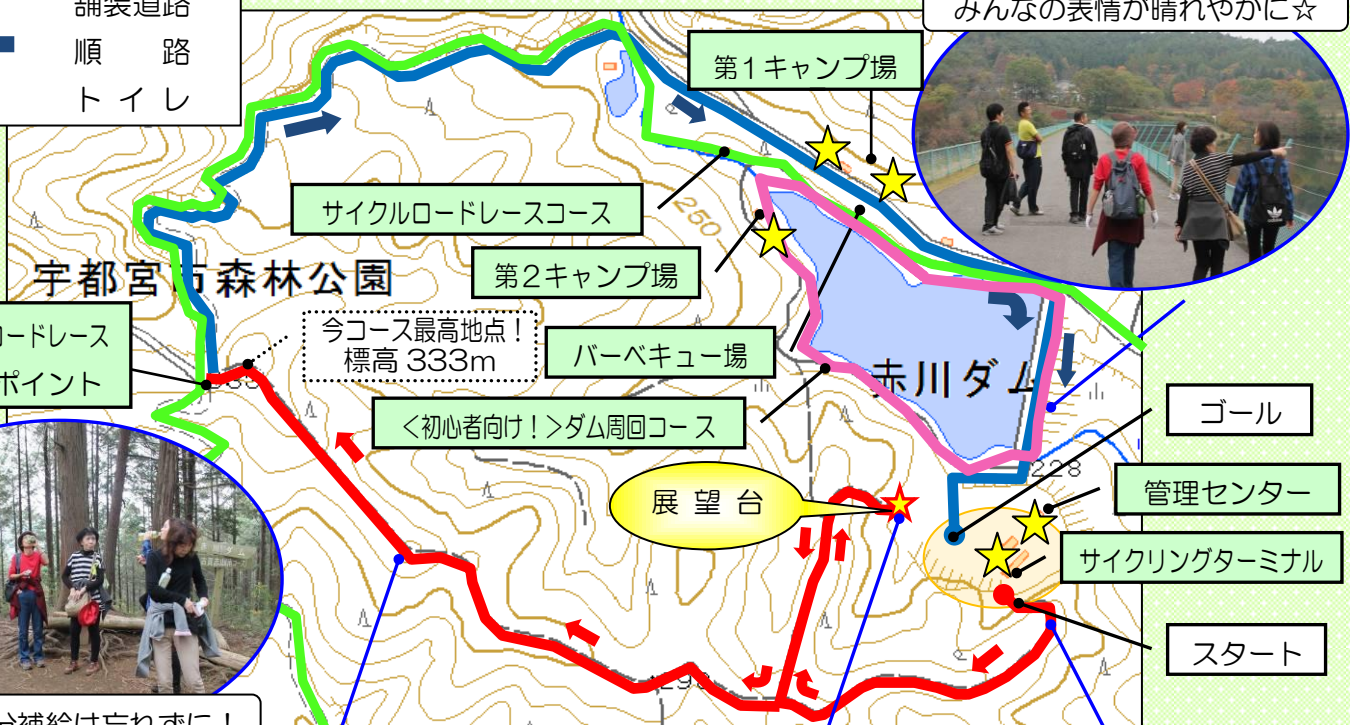 舗装道路
順　　路
ト イ レ
みんなの表情が晴れやかに☆
第1キャンプ場
サイクルロードレースコース
250
宇都宮市森林公園
第2キャンプ場
今コース最高地点！
標高 333m
ロードレース
ポイント
バーベキュー場
赤川ダム
＜初心者向け！＞ダム周回コース
ゴール
228
展 望 台
管理センター
サイクリングターミナル
スタート
補給は忘れずに！